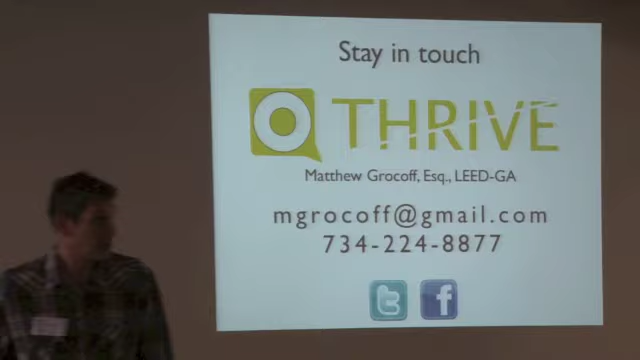 Stay in touch
THRIVE
Matthew Grocoff, Esq., LEED-GA
mgrocoff@gmail.com
734-224-8877
t f